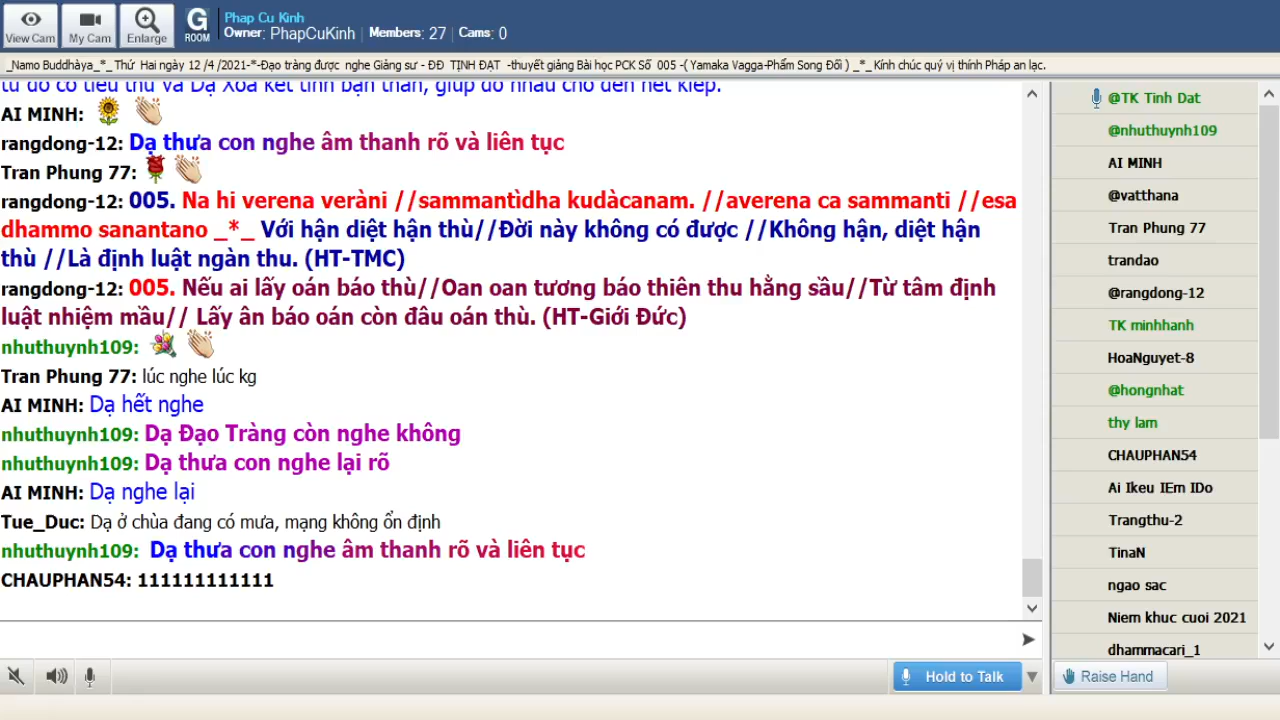 View Cam
My Cam
Enlarge
G
ROOM
Phap Cu Kinh
Owner: PhapCuKinh | Members: 27 | Cams: 0
_Namo Buddhàya_*_ Thứ Hai ngày 12 /4 /2021-*-Đạo tràng được nghe Giảng sư - ĐĐ TỊNH ĐẠT -thuyết giảng Bài học PCK Số 005 -( Yamaka Vagga-Phẩm Song Đối ) _*_ Kính chúc quý vị thính Pháp an lạc.
AI MINH:
rangdong-12: Dạ thưa con nghe âm thanh rõ và liên tục
Tran Phung 77:
rangdong-12: 005. Na hi verena veràni //sammantìdha kudàcanam. //averena ca sammanti //esa
dhammo sanantano _*_ Với hận diệt hận thù//Đời này không có được //Không hận, diệt hận
thù //Là định luật ngàn thu. (HT-TMC)
rangdong-12: 005. Nếu ai lấy oán báo thù//Oan oan tương báo thiên thu hằng sầu//Từ tâm định
luật nhiệm mầu// Lấy ân báo oán còn đâu oán thù. (HT-Giới Đức)
nhuthuynh109:
Tran Phung 77: lúc nghe lúc kg
AI MINH: Dạ hết nghe
nhuthuynh109: Dạ Đạo Tràng còn nghe không
nhuthuynh109: Dạ thưa con nghe lại rõ
AI MINH: Dạ nghe lại
Tue_Duc: Dạ ở chùa đang có mưa, mạng không ổn định
nhuthuynh109: Dạ thưa con nghe âm thanh rõ và liên tục
CHAUPHAN54: 111111111111
@TK Tinh Dat
@nhuthuynh109
AI MINH
@vatthana
Tran Phung 77
trandao
@rangdong-12
TK minhhanh
HoaNguyet-8
@hongnhat
thy lam
CHAUPHAN54
Ai Ikeu IEm IDo
Trangthu-2
TinaN
ngao sac
Niem khuc cuoi 2021
dhammacari_1
Hold to Talk
Raise Hand